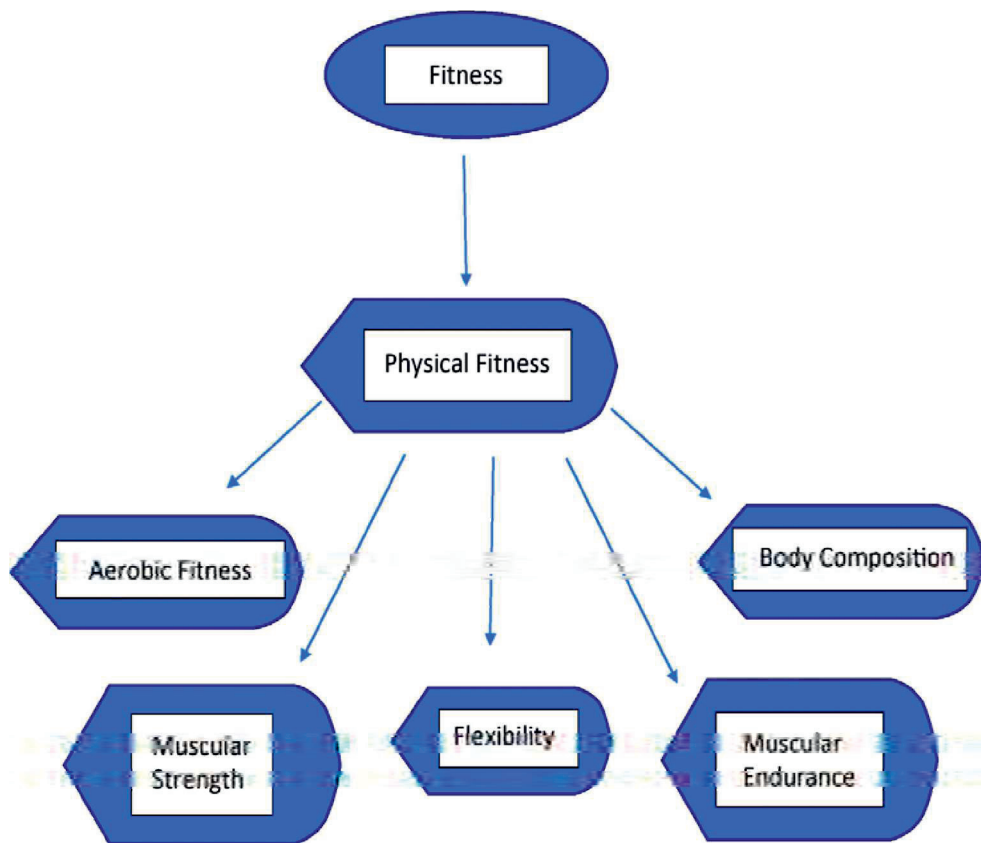 Fitness
Physical Fitness
Aerobic Fitness
Body Composition
Muscular
Strength
Flexibility
Muscular
Endurance